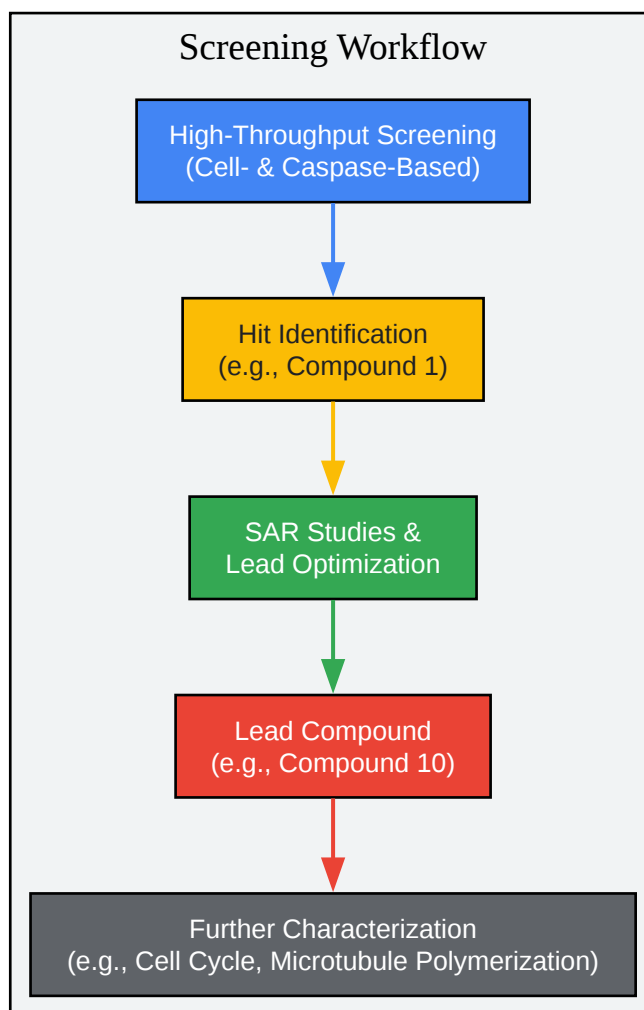 Screening Workflow
High-Throughput Screening
(Cell- & Caspase-Based)
Hit Identification
(e.g., Compound 1)
SAR Studies &
Lead Optimization
Lead Compound
(e.g., Compound 10)
Further Characterization
(e.g., Cell Cycle, Microtubule Polymerization)